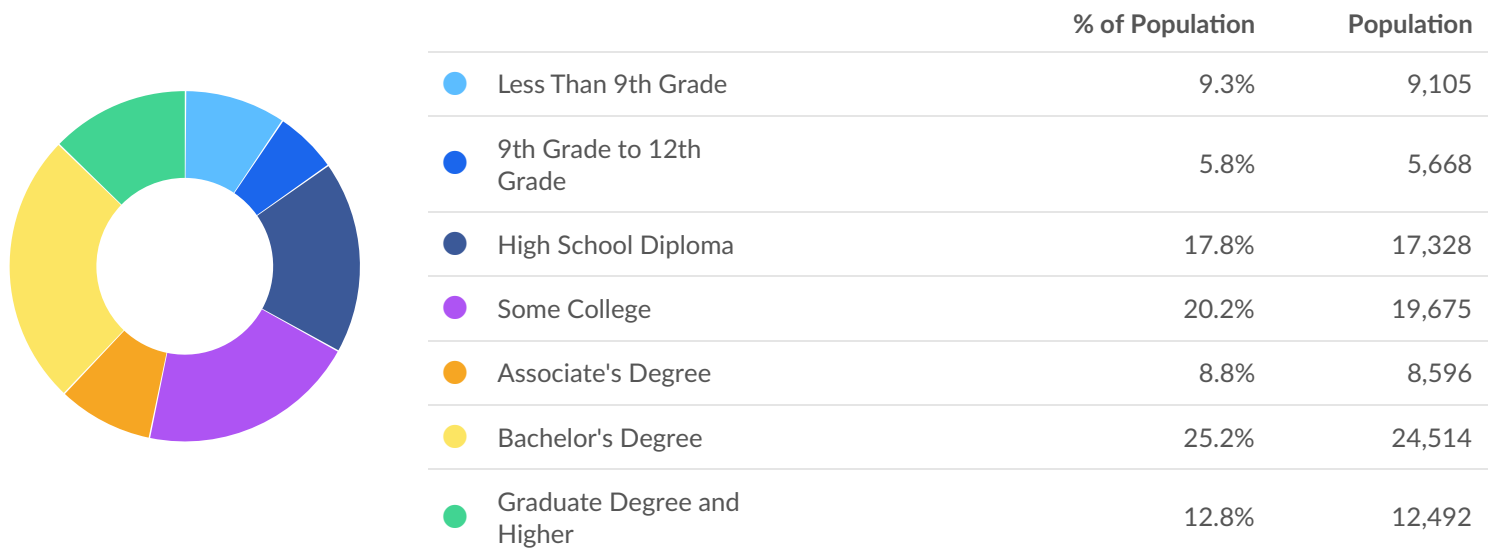 % of Population Population
Less Than 9th Grade 9.3% 9,105
9th Grade to 12th
Grade 5.8% 5,668
High School Diploma 17.8% 17,328
Some College 20.2% 19,675
Associate's Degree 8.8% 8,596
Bachelor's Degree 25.2% 24,514
Graduate Degree and
Higher 12.8% 12,492